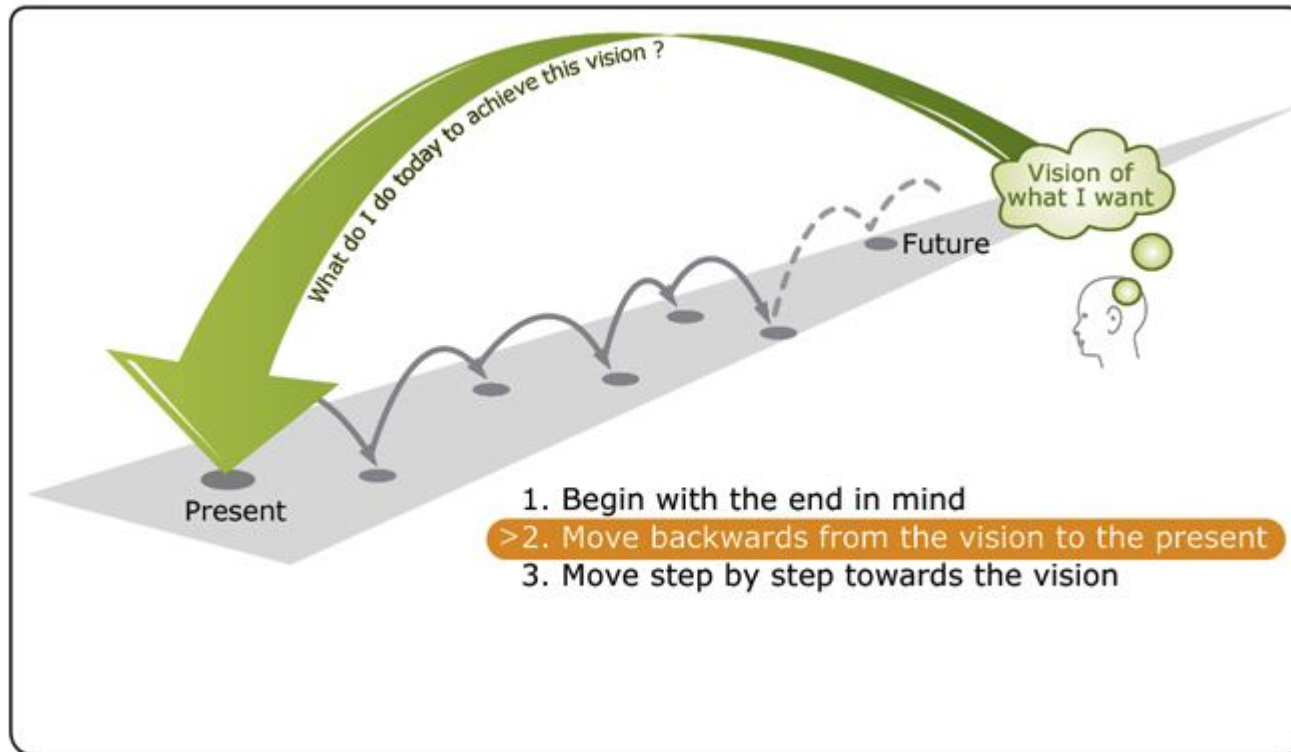 What do I do today to achieve this vision ?
Vision of
what I want
Future
Present
1. Begin with the end in mind
>2. Move backwards from the vision to the present
3. Move step by step towards the vision